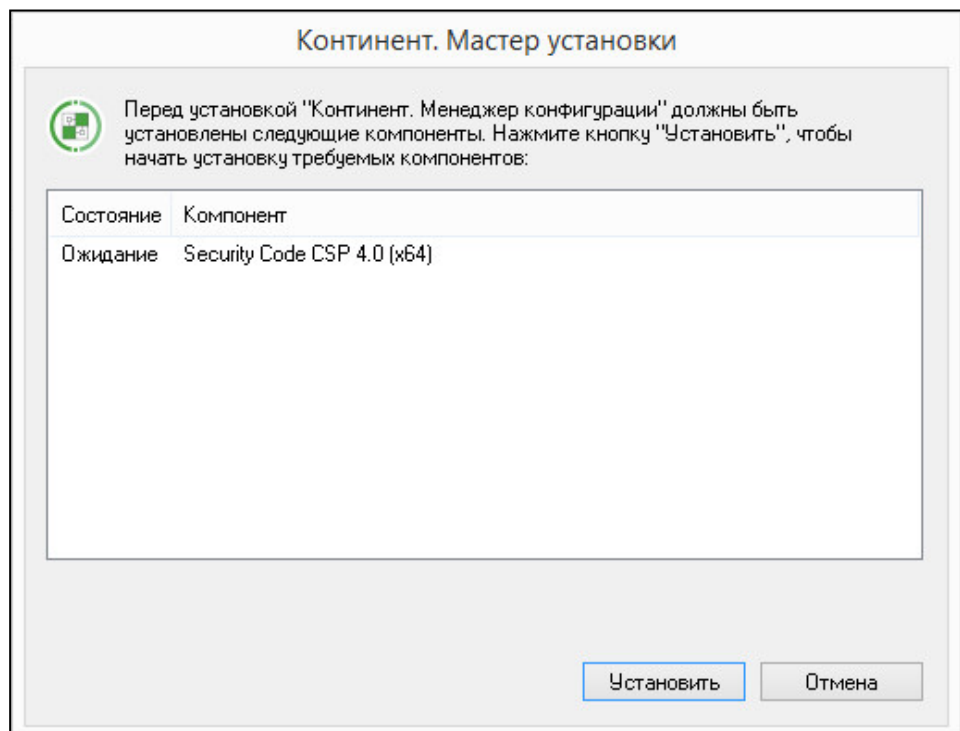 Континент. Мастер установки
Перед установкой "Континент. Менеджер конфигурации" должны быть
установлены следующие компоненты. Нажмите кнопку "Установить", чтобы
начать установку требуемых компонентов:
Состояние Компонент
Ожидание Security Code CSP 4.0 (x64)
Установить Отмена